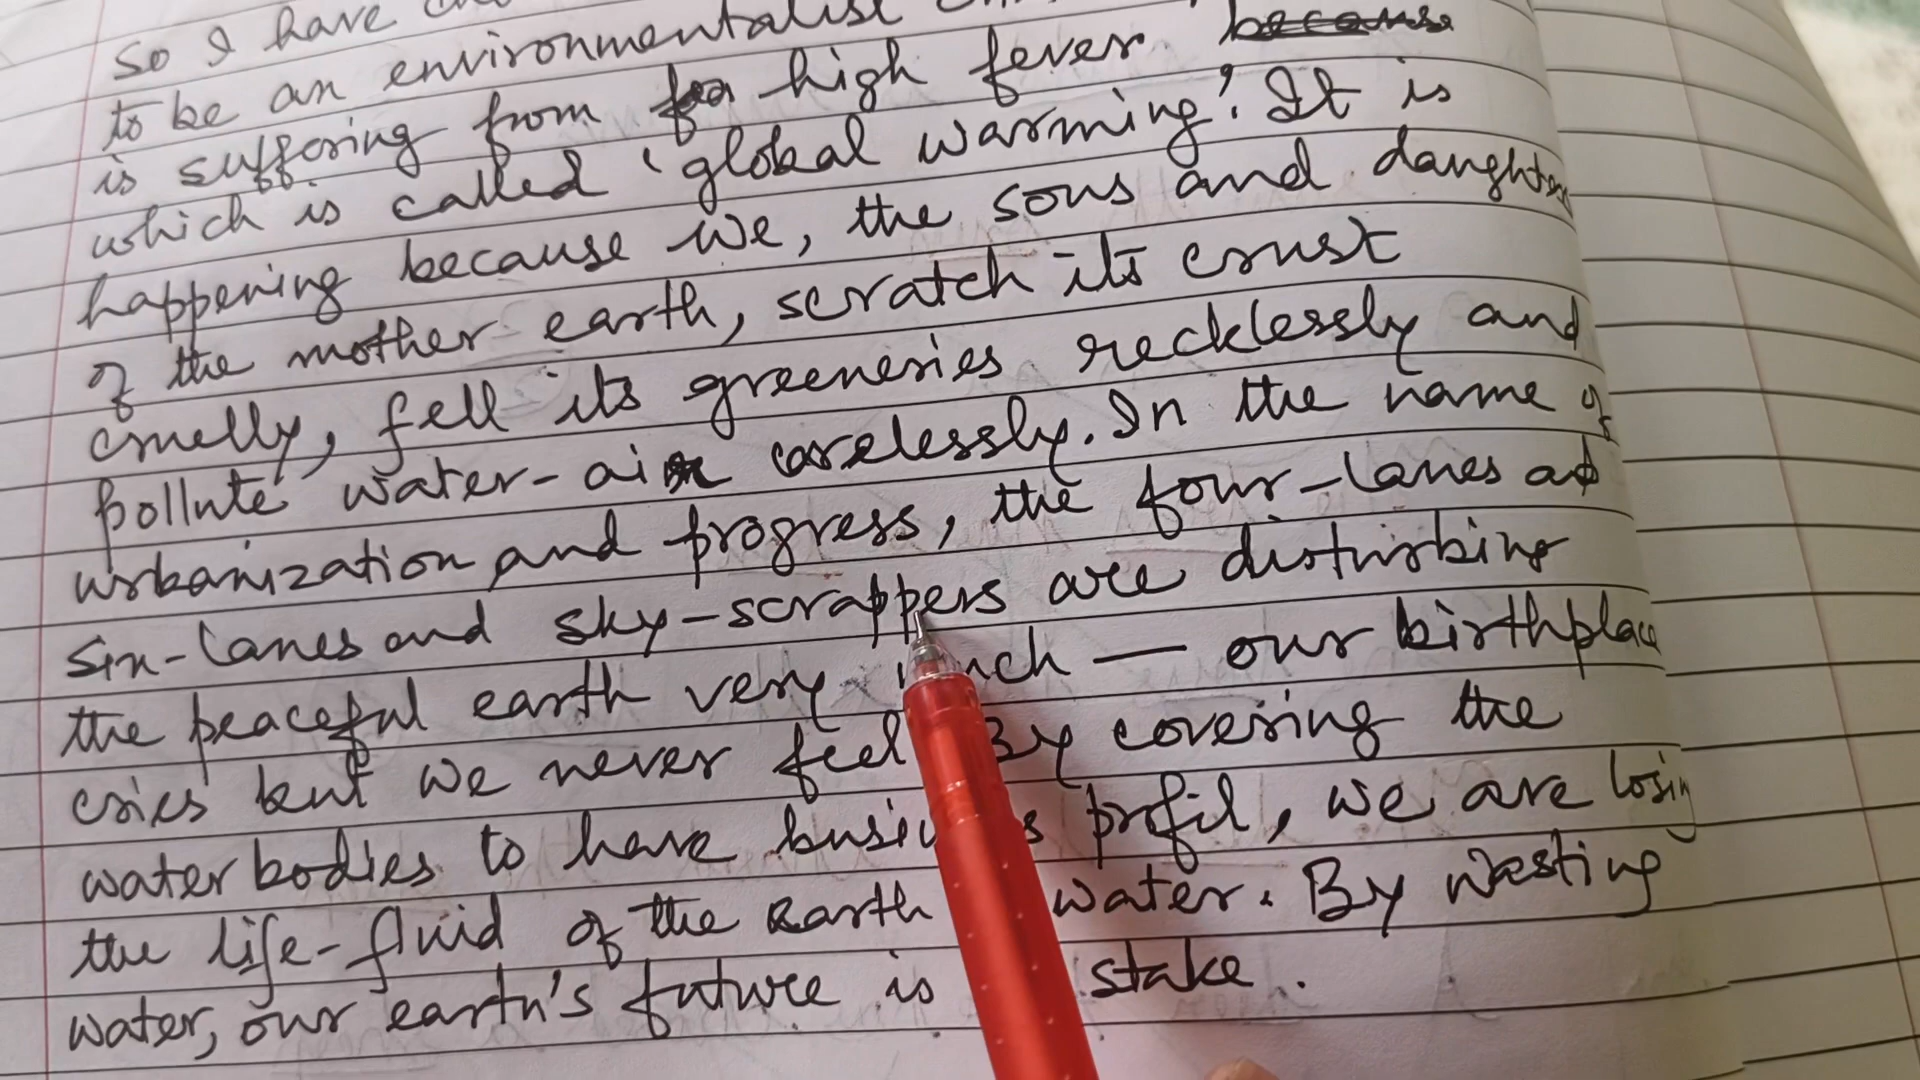 So I have
to be an environmentalist
is suffering from high fever because
which is called 'global warming'. It is
happening because we, the sons and daughters
of the mother earth, scratch its crust
cruelly, fell its greeneries recklessly and
pollute water-air carelessly. In the name of
urbanization and progress, the four-lanes and
six-lanes and sky-scrappers are disturbing
the peaceful earth very — our birthplace
cries but we never feel By covering the
water bodies to have profit, we are losing
the life-fluid of the Earth water. By wasting
water, our earth's future is stake.